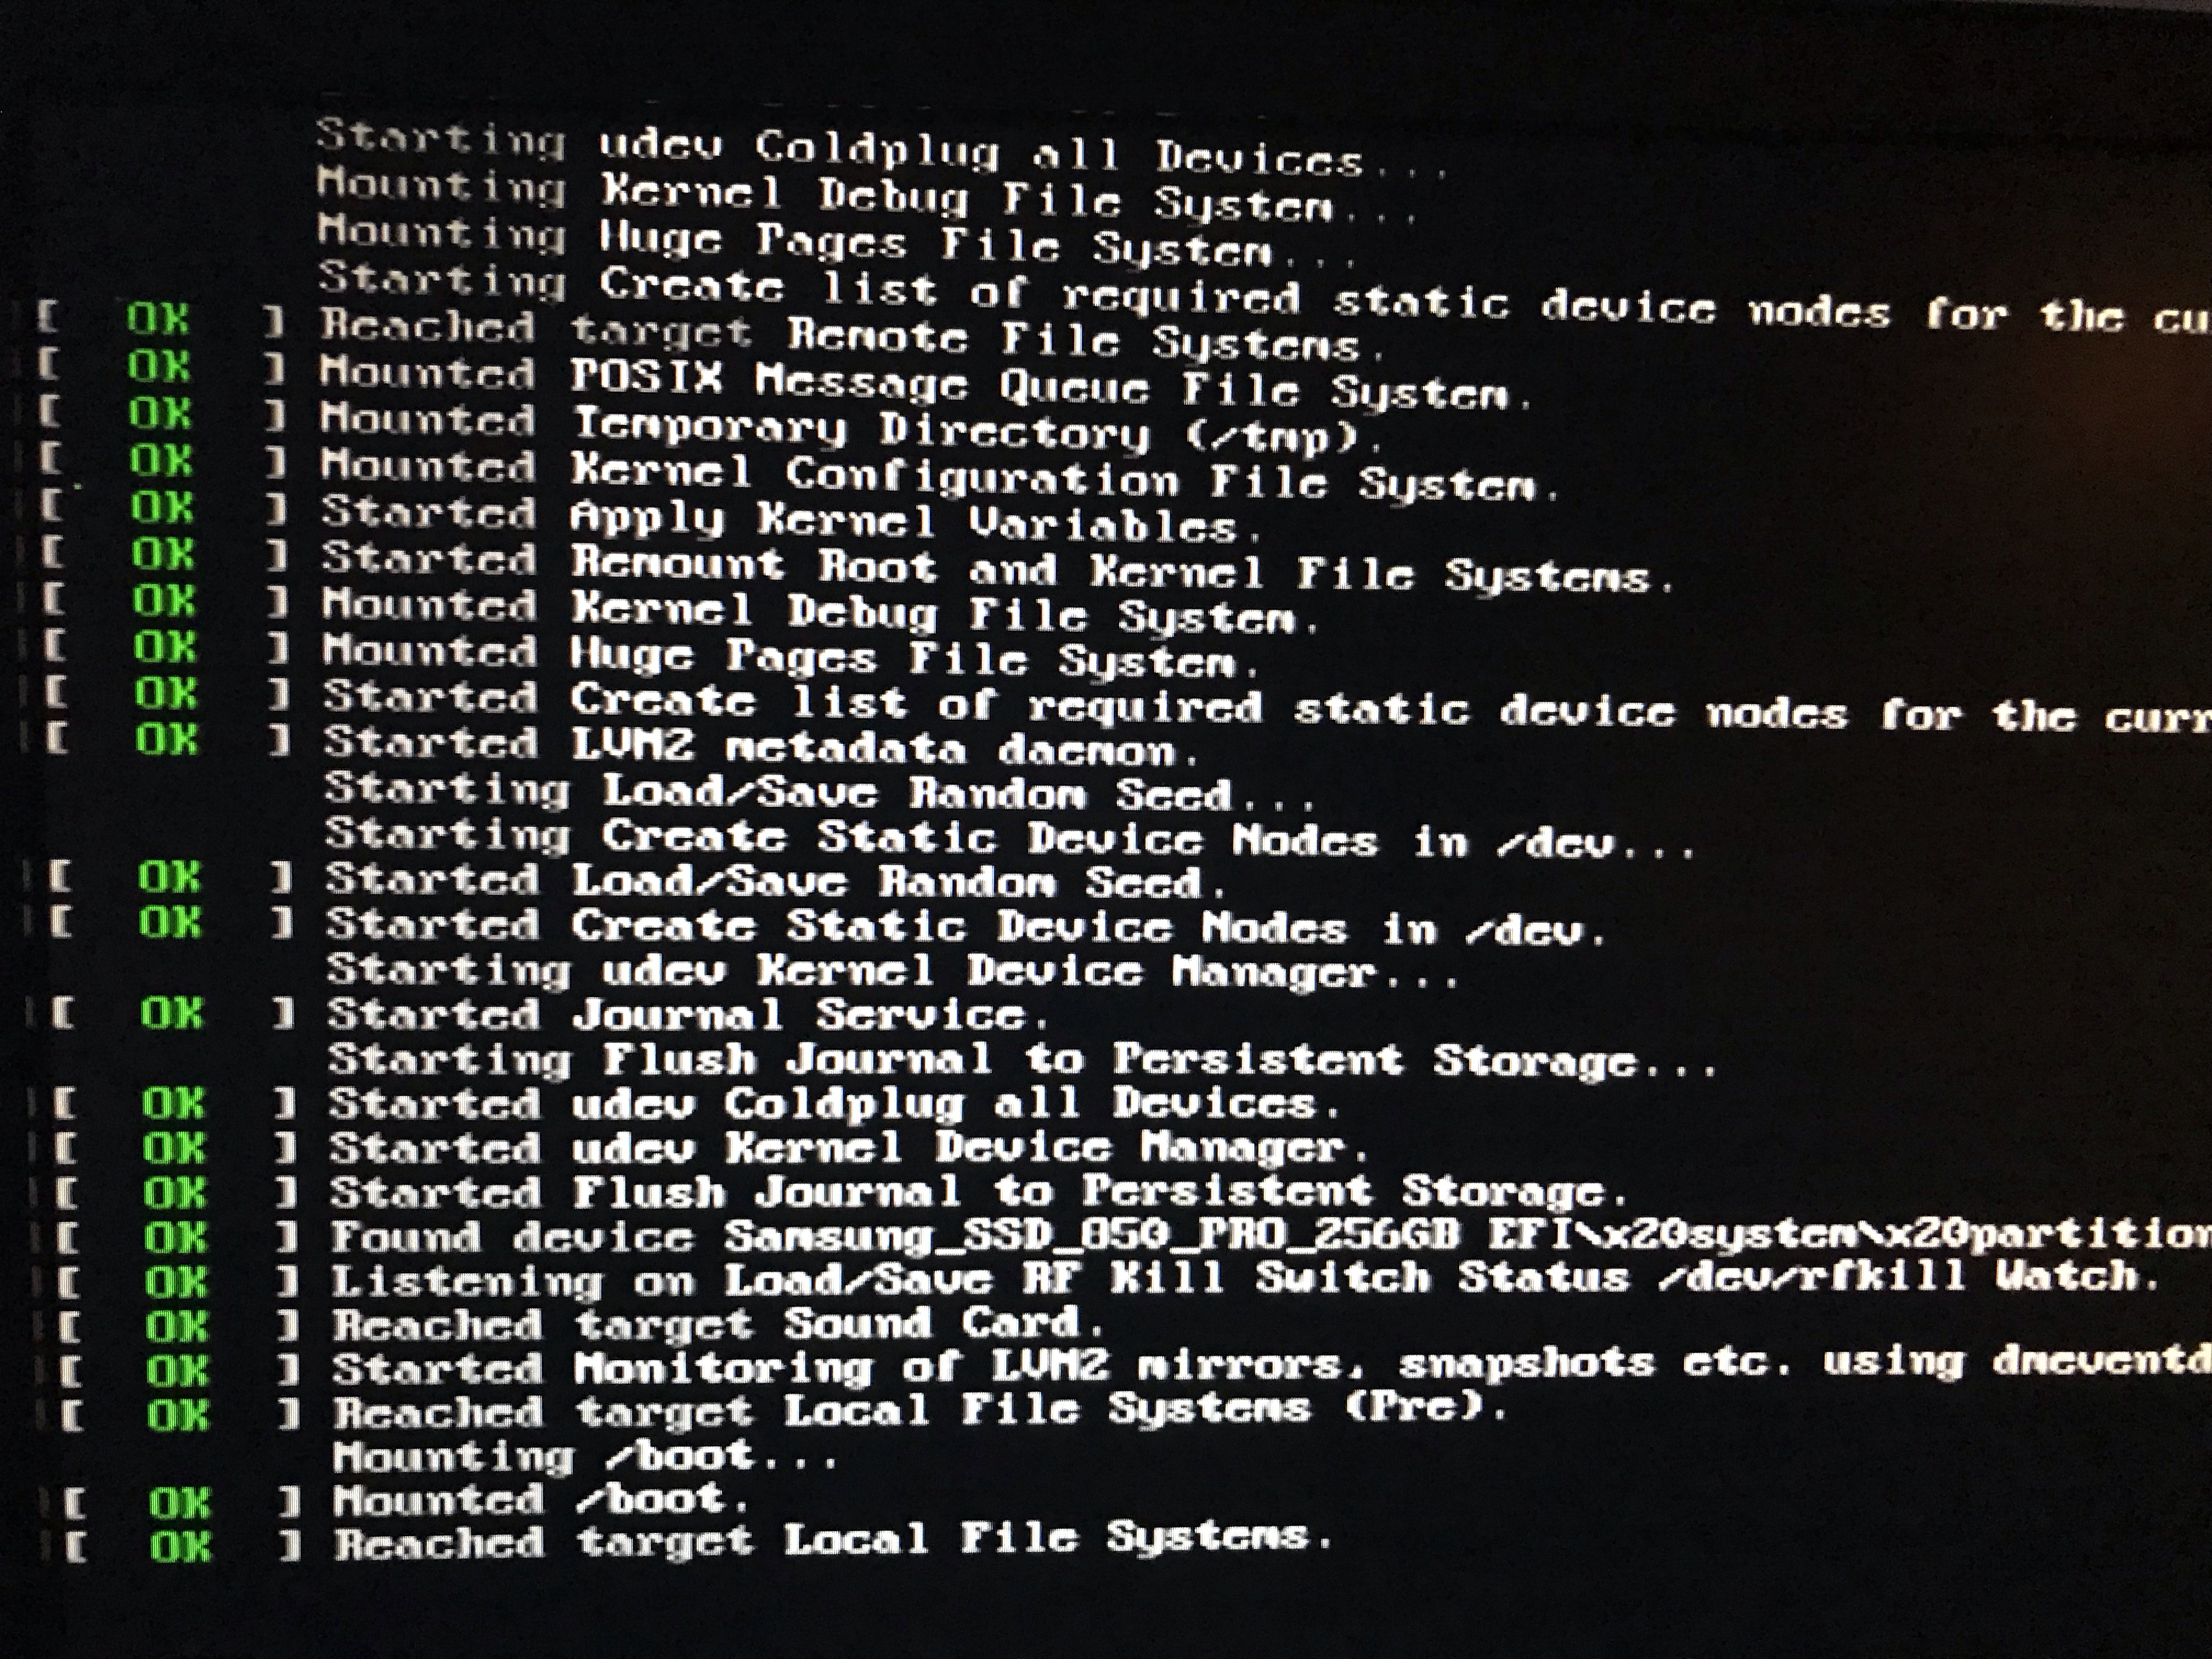 Starting udev Coldplug all Devices...
Mounting Kernel Debug File System...
Mounting Huge Pages File System...
Starting Create list of required static device nodes for the cu
[ OK ] Reached target Remote File Systems.
[ OK ] Mounted POSIX Message Queue File System.
[ OK ] Mounted Temporary Directory (/tmp).
[ OK ] Mounted Kernel Configuration File System.
[ OK ] Started Apply Kernel Variables.
[ OK ] Started Remount Root and Kernel File Systems.
[ OK ] Mounted Kernel Debug File System.
[ OK ] Mounted Huge Pages File System.
[ OK ] Started Create list of required static device nodes for the curr
[ OK ] Started LVM2 metadata daemon.
Starting Load/Save Random Seed...
Starting Create Static Device Nodes in /dev...
[ OK ] Started Load/Save Random Seed.
[ OK ] Started Create Static Device Nodes in /dev.
Starting udev Kernel Device Manager...
[ OK ] Started Journal Service.
Starting Flush Journal to Persistent Storage...
[ OK ] Started udev Coldplug all Devices.
[ OK ] Started udev Kernel Device Manager.
[ OK ] Started Flush Journal to Persistent Storage.
[ OK ] Found device Samsung_SSD_850_PRO_256GB EFI\x20system\x20partition
[ OK ] Listening on Load/Save RF Kill Switch Status /dev/rfkill Watch.
[ OK ] Reached target Sound Card.
[ OK ] Started Monitoring of LVM2 mirrors, snapshots etc. using dmeventd
[ OK ] Reached target Local File Systems (Pre).
Mounting /boot...
[ OK ] Mounted /boot.
[ OK ] Reached target Local File Systems.